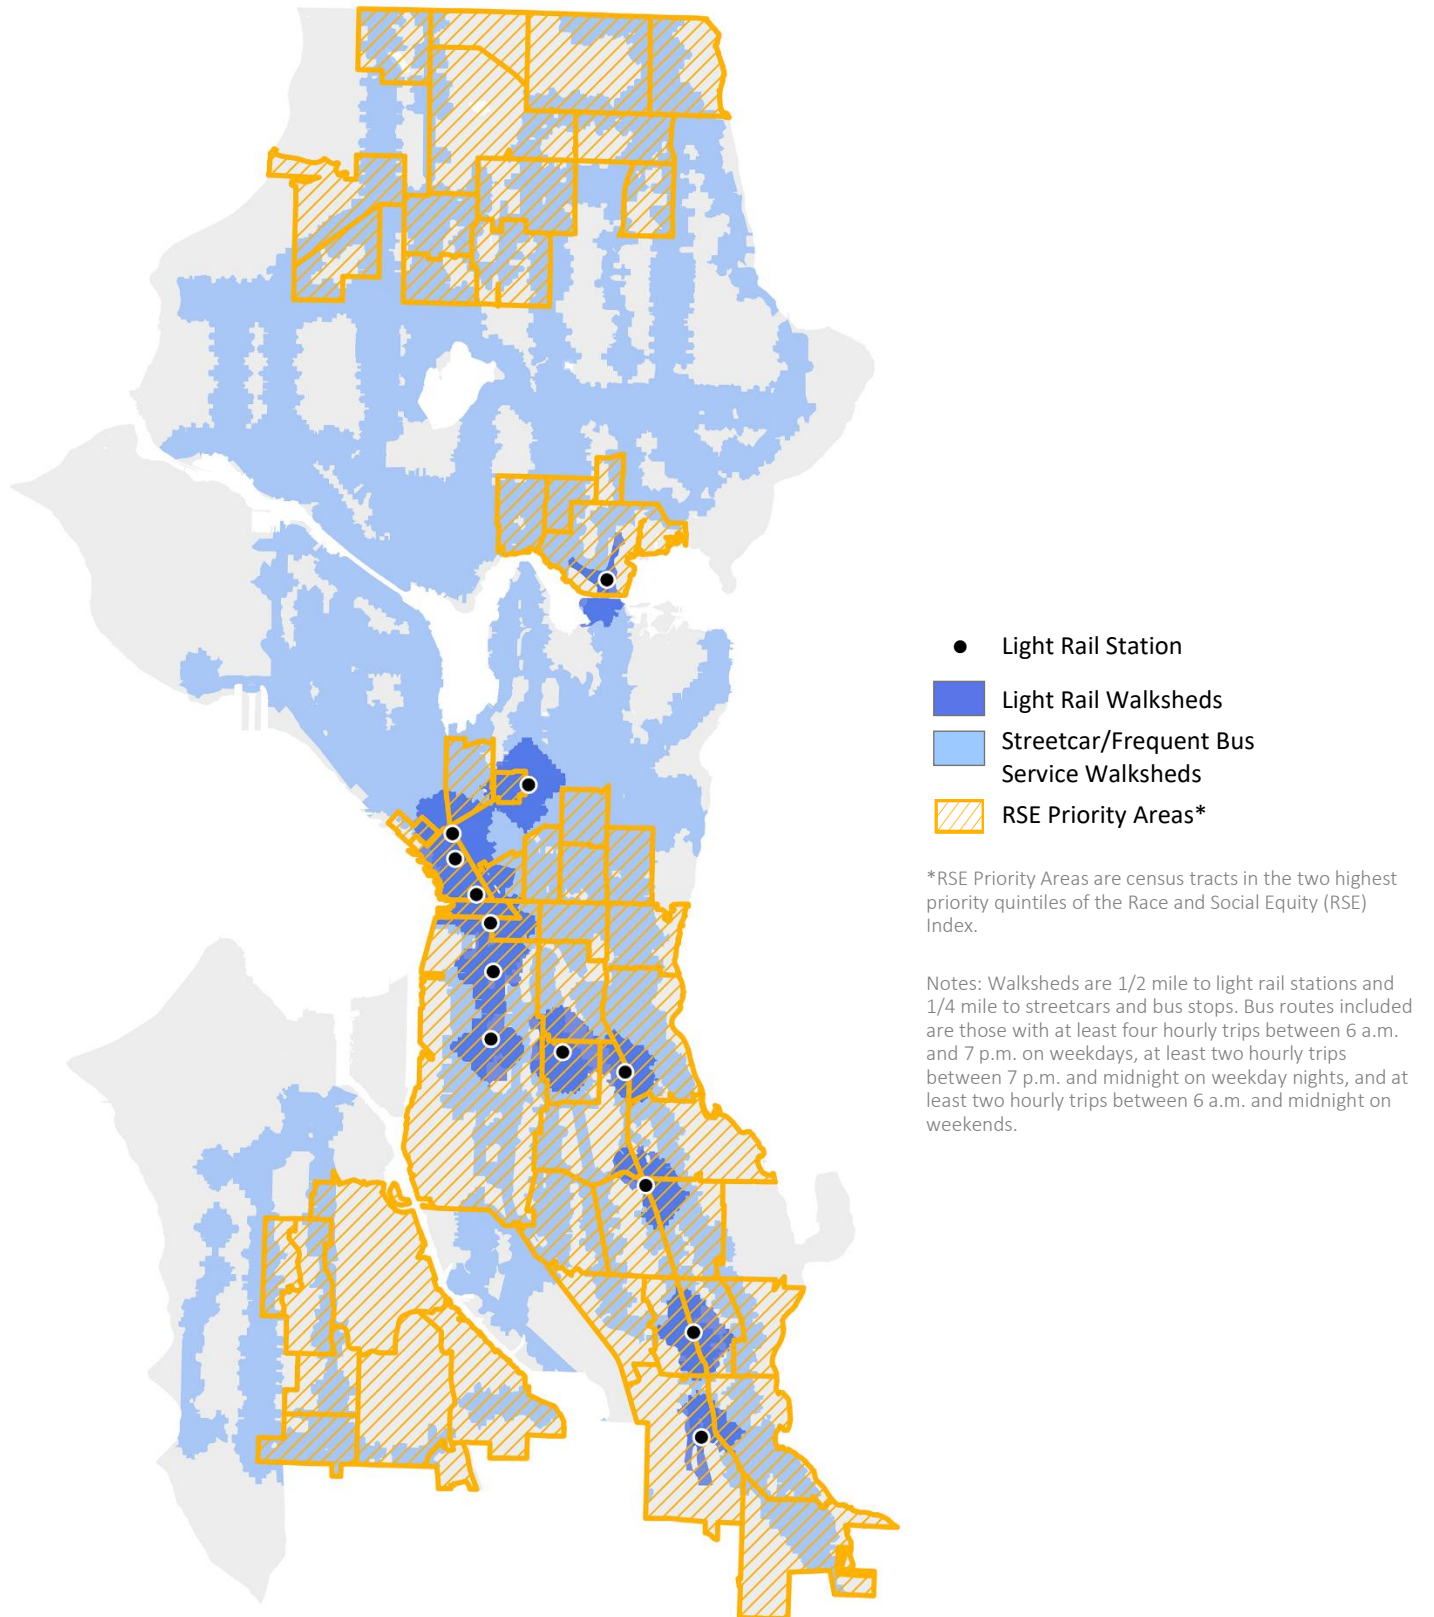 Light Rail Station
Light Rail Walksheds
Streetcar/Frequent Bus
Service Walksheds
RSE Priority Areas*
*RSE Priority Areas are census tracts in the two highest
priority quintiles of the Race and Social Equity (RSE)
Index.
Notes: Walksheds are 1/2 mile to light rail stations and
1/4 mile to streetcars and bus stops. Bus routes included
are those with at least four hourly trips between 6 a.m.
and 7 p.m. on weekdays, at least two hourly trips
between 7 p.m. and midnight on weekday nights, and at
least two hourly trips between 6 a.m. and midnight on
weekends.